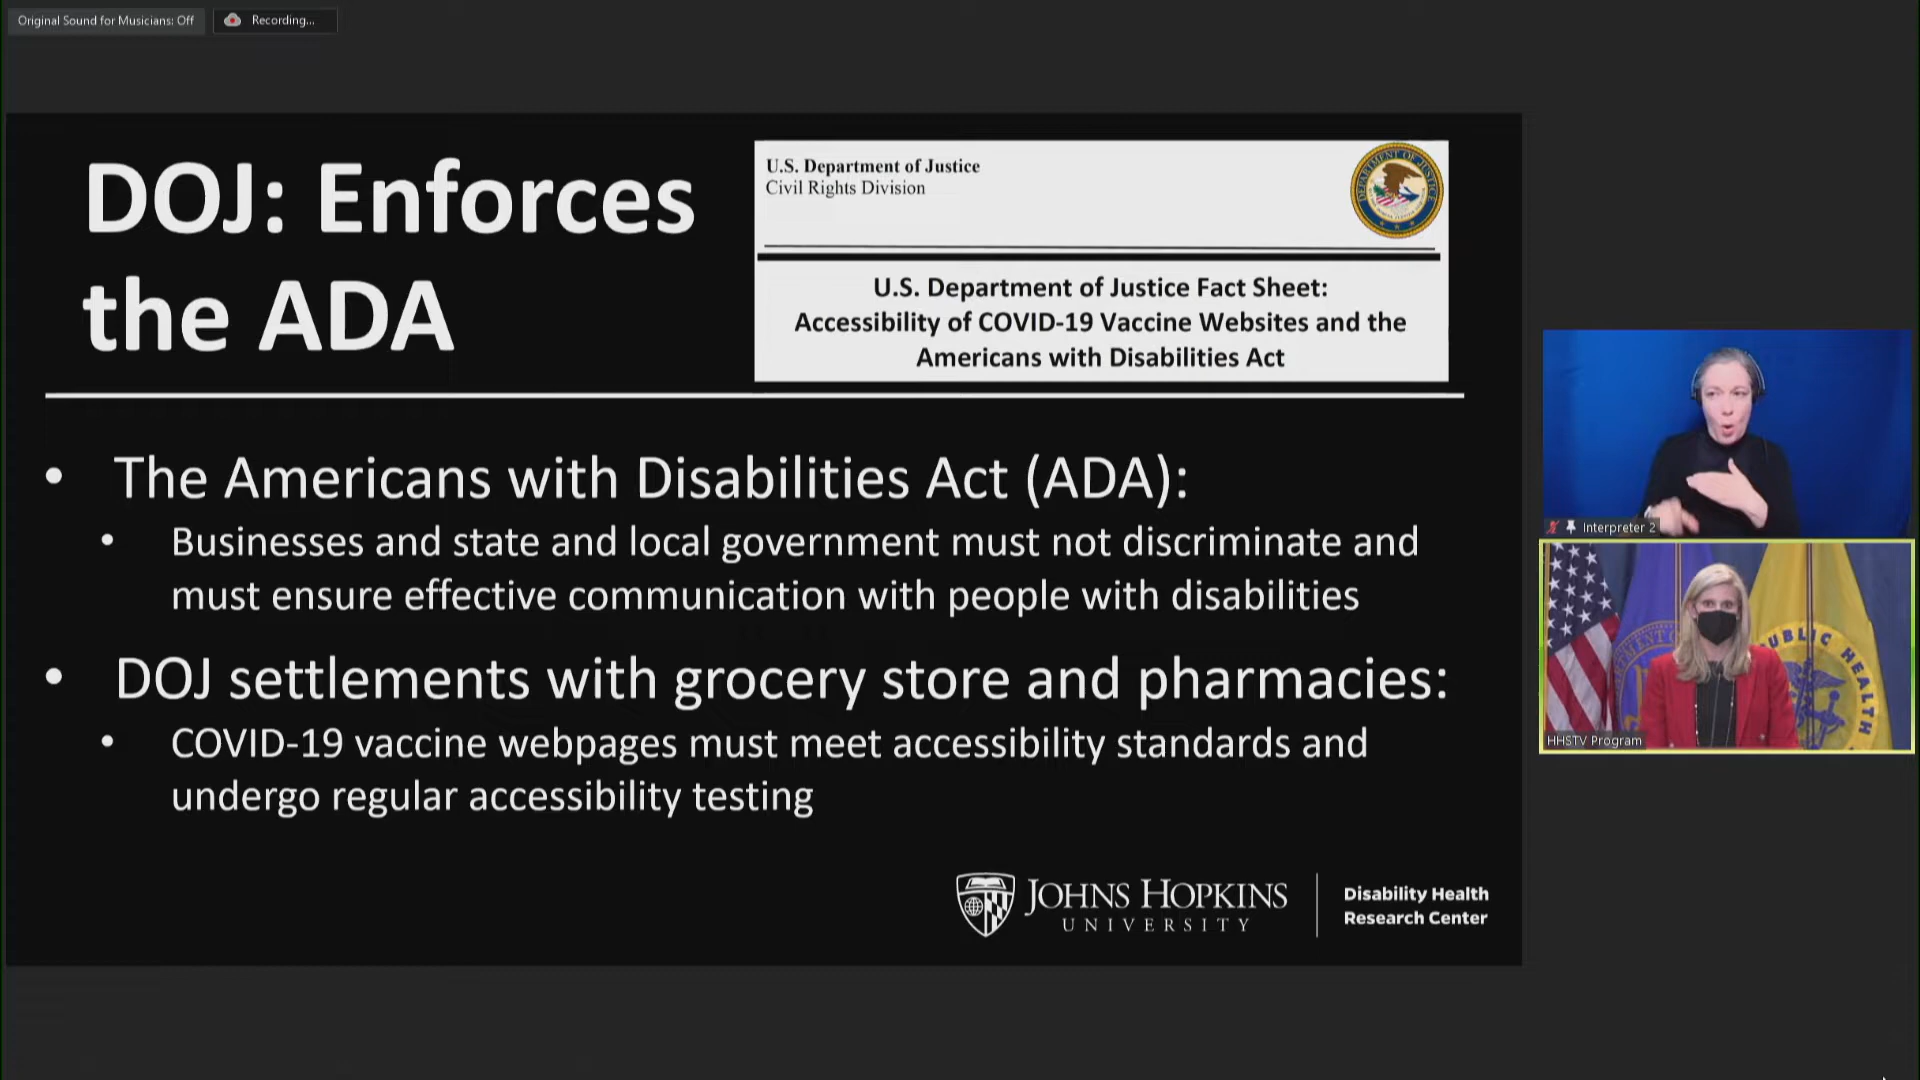 Original Sound for Musicians: Off
Recording...
DOJ: Enforces
the ADA
U.S. Department of Justice
Civil Rights Division
U.S. Department of Justice Fact Sheet:
Accessibility of COVID-19 Vaccine Websites and the
Americans with Disabilities Act
• The Americans with Disabilities Act (ADA):
• Businesses and state and local government must not discriminate and
must ensure effective communication with people with disabilities
• DOJ settlements with grocery store and pharmacies:
• COVID-19 vaccine webpages must meet accessibility standards and
undergo regular accessibility testing
JOHNS HOPKINS
UNIVERSITY
Disability Health
Research Center
Interpreter 2
PUBLIC HEALTH
HHSTV Program